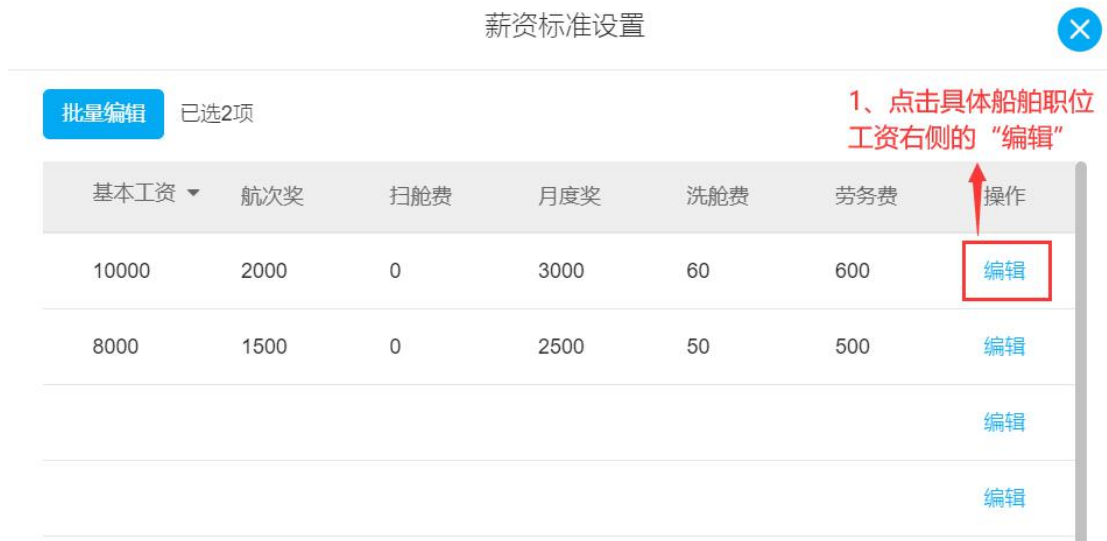 薪资标准设置
批量编辑 已选2项
1、点击具体船舶职位
工资右侧的“编辑”
基本工资 航次奖 扫舱费 月度奖 洗舱费 劳务费 操作
10000 2000 0 3000 60 600 编辑
8000 1500 0 2500 50 500 编辑
编辑
编辑